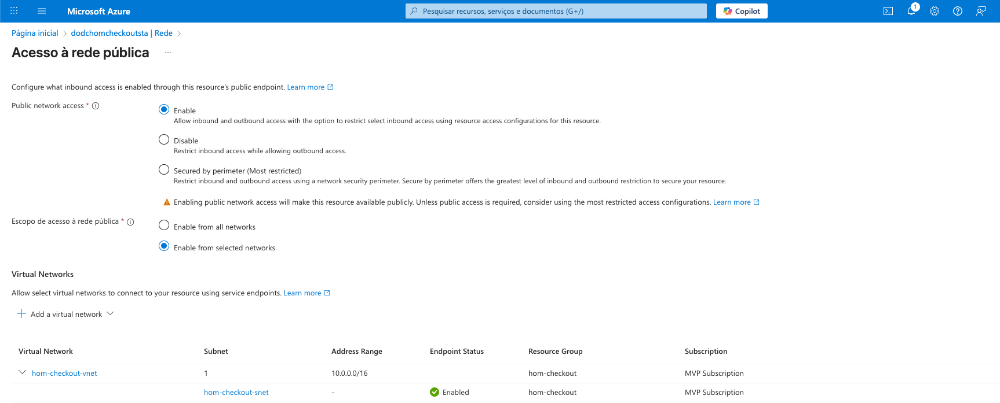 Microsoft Azure
Pesquisar recursos, serviços e documentos (G+/)
Copilot
1
Página inicial > dodchomcheckoutsta | Rede >
Acesso à rede pública ...
Configure what inbound access is enabled through this resource's public endpoint. Learn more
Public network access *
Enable
Allow inbound and outbound access with the option to restrict select inbound access using resource access configurations for this resource.
Disable
Restrict inbound access while allowing outbound access.
Secured by perimeter (Most restricted)
Restrict inbound and outbound access using a network security perimeter. Secure by perimeter offers the greatest level of inbound and outbound restriction to secure your resource.
Enabling public network access will make this resource available publicly. Unless public access is required, consider using the most restricted access configurations. Learn more
Escopo de acesso à rede pública *
Enable from all networks
Enable from selected networks
Virtual Networks
Allow select virtual networks to connect to your resource using service endpoints. Learn more
Add a virtual network
Virtual Network Subnet Address Range Endpoint Status Resource Group Subscription
hom-checkout-vnet 1 10.0.0.0/16 hom-checkout MVP Subscription
hom-checkout-snet - Enabled hom-checkout MVP Subscription